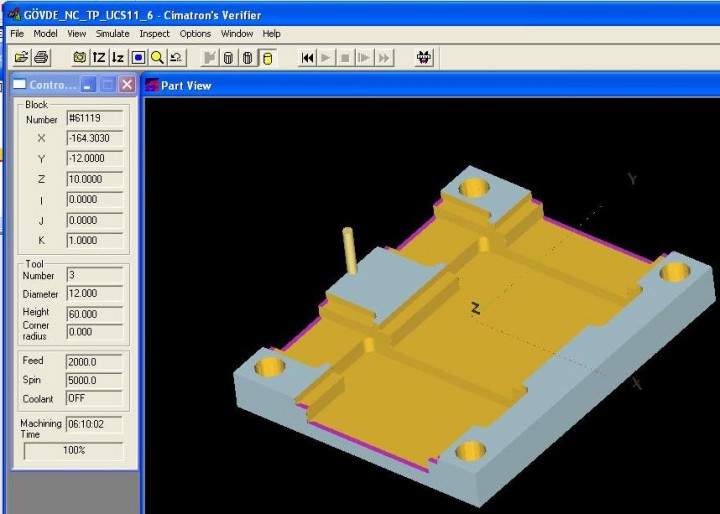 GÖVDE_NC_TP_UCS11_6 - Cimatron's Verifier
File Model View Simulate Inspect Options Window Help
Contro...
Part View
Block
Number #61119
X -164.3030
Y -12.0000
Z 10.0000
I 0.0000
J 0.0000
K 1.0000
Tool
Number 3
Diameter 12.000
Height 60.000
Corner
radius 0.000
Feed 2000.0
Spin 5000.0
Coolant OFF
Machining
Time 06:10:02
100%
Y
Z
X